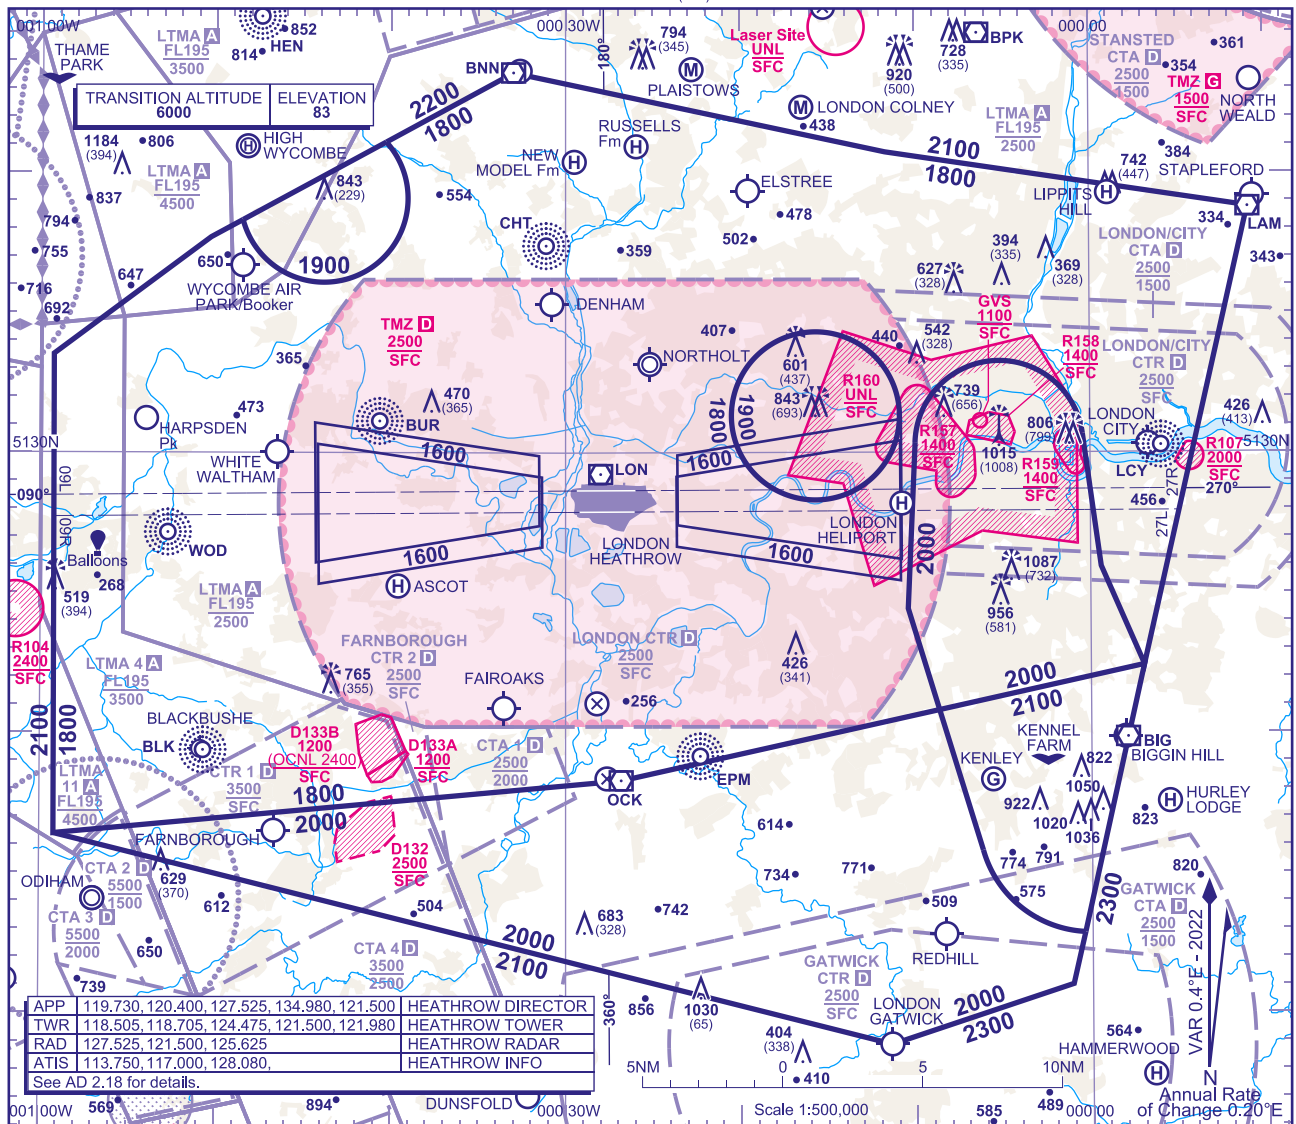 001 00W
000 30W
000000
THAME
PARK
LTMA A
FL195
3500
852
814
HEN
180°
794
(345)
Laser Site
UNL
SFC
920
(500)
728
(335)
BPK
STANSTED
CTA D
2500
1500
361
354
TMZ G
1500
SFC
NORTH
WEALD
BNN
M
PLAISTOWS
M LONDON COLNEY
438
TRANSITION ALTITUDE
6000
ELEVATION
83
2200
1800
1184
(394)
806
H HIGH
WYCOMBE
LTMA A
FL195
4500
843
(229)
837
794
755
716
692
647
650
WYCOMBE AIR
PARK/Booker
1900
554
NEW
MODEL Fm
H
RUSSELLS
Fm
H
CHT
359
ELSTREE
478
502
2100
1800
LTMA A
FL195
2500
742
(447)
384
STAPLEFORD
LIPPITS
HILL
H
334
LAM
343
LONDON/CITY
CTA D
2500
1500
394
(335)
369
(328)
627
(328)
GVS
1100
SFC
DENHAM
TMZ D
2500
SFC
407
NORTHOLT
440
542
(328)
601
(437)
843
(693)
R160
UNL
SFC
R158
1400
SFC
LONDON/CITY
CTR D
2500
SFC
739
(656)
R157
1400
SFC
1015
(1008)
806
(799)
R159
1400
SFC
LONDON
CITY
LCY
426
(413)
5130N
R107
2000
SFC
27R
270°
27L
456
365
473
HARPSDEN
Pk
5130N
WHITE
WALTHAM
470
(365)
BUR
1600
1600
LON
LONDON
HEATHROW
1800
1900
1600
1600
H
LONDON
HELIPORT
2000
1087
(732)
956
(581)
09L
090°
09R
WOD
Balloons
268
519
(394)
R104
2400
SFC
LTMA A
FL195
2500
LTMA 4 A
FL195
3500
H ASCOT
FARNBOROUGH
CTR 2 D
2500
SFC
765
(355)
LONDON CTR D
2500
SFC
426
(341)
FAIROAKS
256
2000
2100
2100
1800
BLACKBUSHE
BLK
D133B
1200
(OCNL 2400)
SFC
D133A
1200
SFC
CTA 1 D
2500
2000
LTMA
11 A
FL195
4500
CTR 1 D
3500
SFC
1800
2000
OCK
EPM
FARNBOROUGH
D132
2500
SFC
KENLEY
G
KENNEL
FARM
BIG
BIGGIN HILL
822
1050
922
1020
1036
H HURLEY
LODGE
823
614
734
771
774
791
575
820
ODIHAM
CTA 2 D
5500
1500
CTA 3 D
5500
2000
629
(370)
612
650
739
504
CTA 4 D
3500
2500
683
(328)
742
2000
2100
509
REDHILL
2300
GATWICK
CTA D
2500
1500
GATWICK
CTR D
2500
SFC
LONDON
GATWICK
2000
2300
360°
856
1030
(65)
404
(338)
410
564
HAMMERWOOD
H
VAR 0.4°E - 2022
N
Annual Rate
of Change 0.20°E
APP 119.730, 120.400, 127.525, 134.980, 121.500 HEATHROW DIRECTOR
TWR 118.505, 118.705, 124.475, 121.500, 121.980 HEATHROW TOWER
RAD 127.525, 121.500, 125.625 HEATHROW RADAR
ATIS 113.750, 117.000, 128.080, HEATHROW INFO
See AD 2.18 for details.
5NM 0 5 10NM
Scale 1:500,000
001 00W
569
894
DUNSFOLD
000 30W
585
489
000000